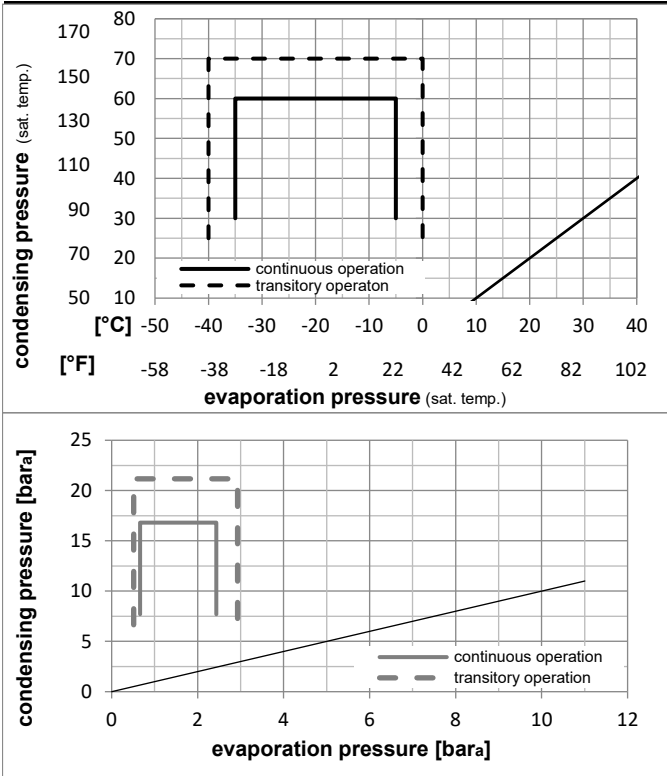 condensing pressure (sat. temp.)
170 80
150 70
130 60
110 50
90 40
70 30
50 20
10
continuous operation
transitory operaton
[°C] -50 -40 -30 -20 -10 0 10 20 30 40
[°F] -58 -38 -18 2 22 42 62 82 102
evaporation pressure (sat. temp.)
condensing pressure [bara]
25
20
15
10
5
0
continuous operation
transitory operation
0 2 4 6 8 10 12
evaporation pressure [bara]